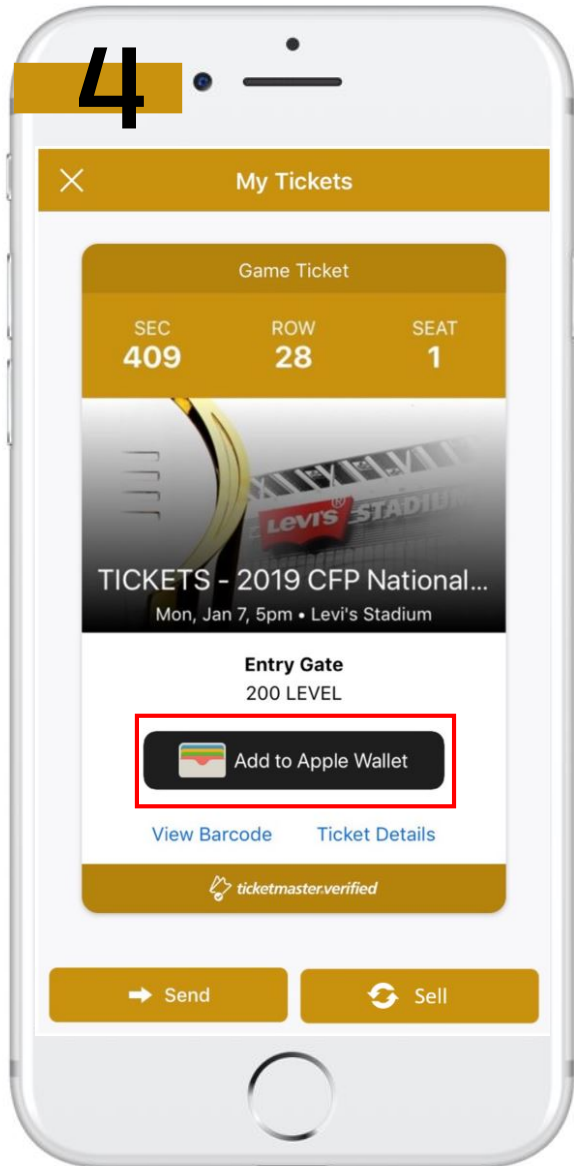 4
My Tickets
Game Ticket
SEC ROW SEAT
409 28 1
LEVI'S® STADIUM
TICKETS - 2019 CFP National...
Mon, Jan 7, 5pm • Levi's Stadium
Entry Gate
200 LEVEL
Add to Apple Wallet
View Barcode Ticket Details
ticketmaster.verified
Send Sell